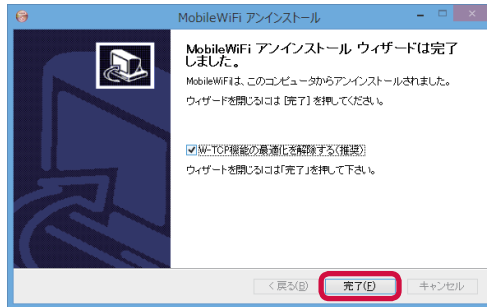 MobileWiFi アンインストール
MobileWiFi アンインストール ウィザードは完了
しました。
MobileWiFiは、このコンピュータからアンインストールされました。
ウィザードを閉じるには [完了] を押してください。
W-TCP機能の最適化を解除する(推奨)
ウィザードを閉じるには「完了」を押して下さい。
< 戻る(B)
完了(F)
キャンセル